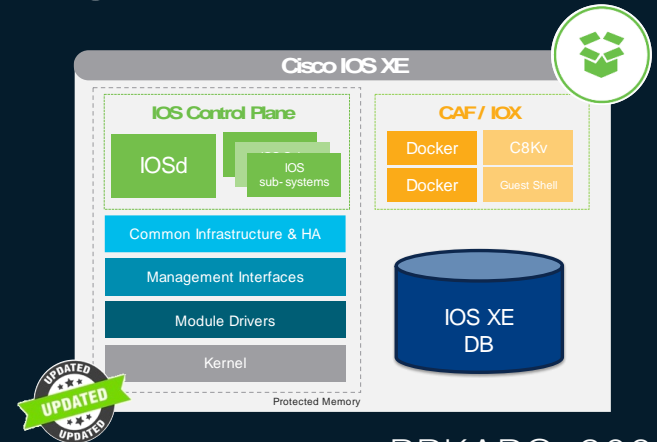 Cisco IOS XE
IOS Control Plane
IOSd
IOS
sub-systems
CAF / IOX
Docker
C8Kv
Docker
Guest Shell
Common Infrastructure & HA
Management Interfaces
Module Drivers
Kernel
Protected Memory
IOS XE
DB
UPDATED
UPDATED
UPDATED